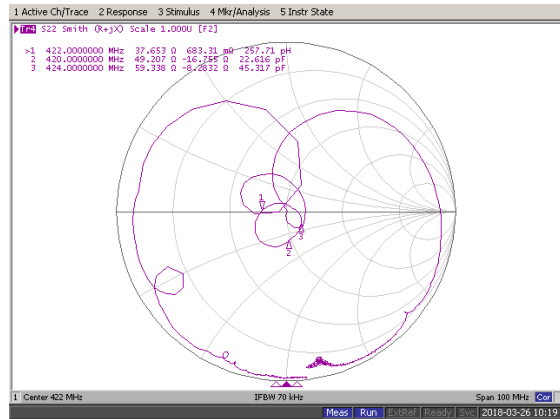 1 Active Ch/Trace 2 Response 3 Stimulus 4 Mkr/Analysis 5 Instr State
Tr4 S22 Smith (R+jX) Scale 1.000U [F2]
>1 422.0000000 MHz 37.653 Ω 683.31 mΩ 257.71 pH
2 420.0000000 MHz 49.207 Ω -16.755 Ω 22.616 pF
3 424.0000000 MHz 59.338 Ω -8.2832 Ω 45.317 pF
1
3
2
1 Center 422 MHz IFBW 70 kHz Span 100 MHz Cor
Meas Run ExtRef Ready Svc 2018-03-26 10:19